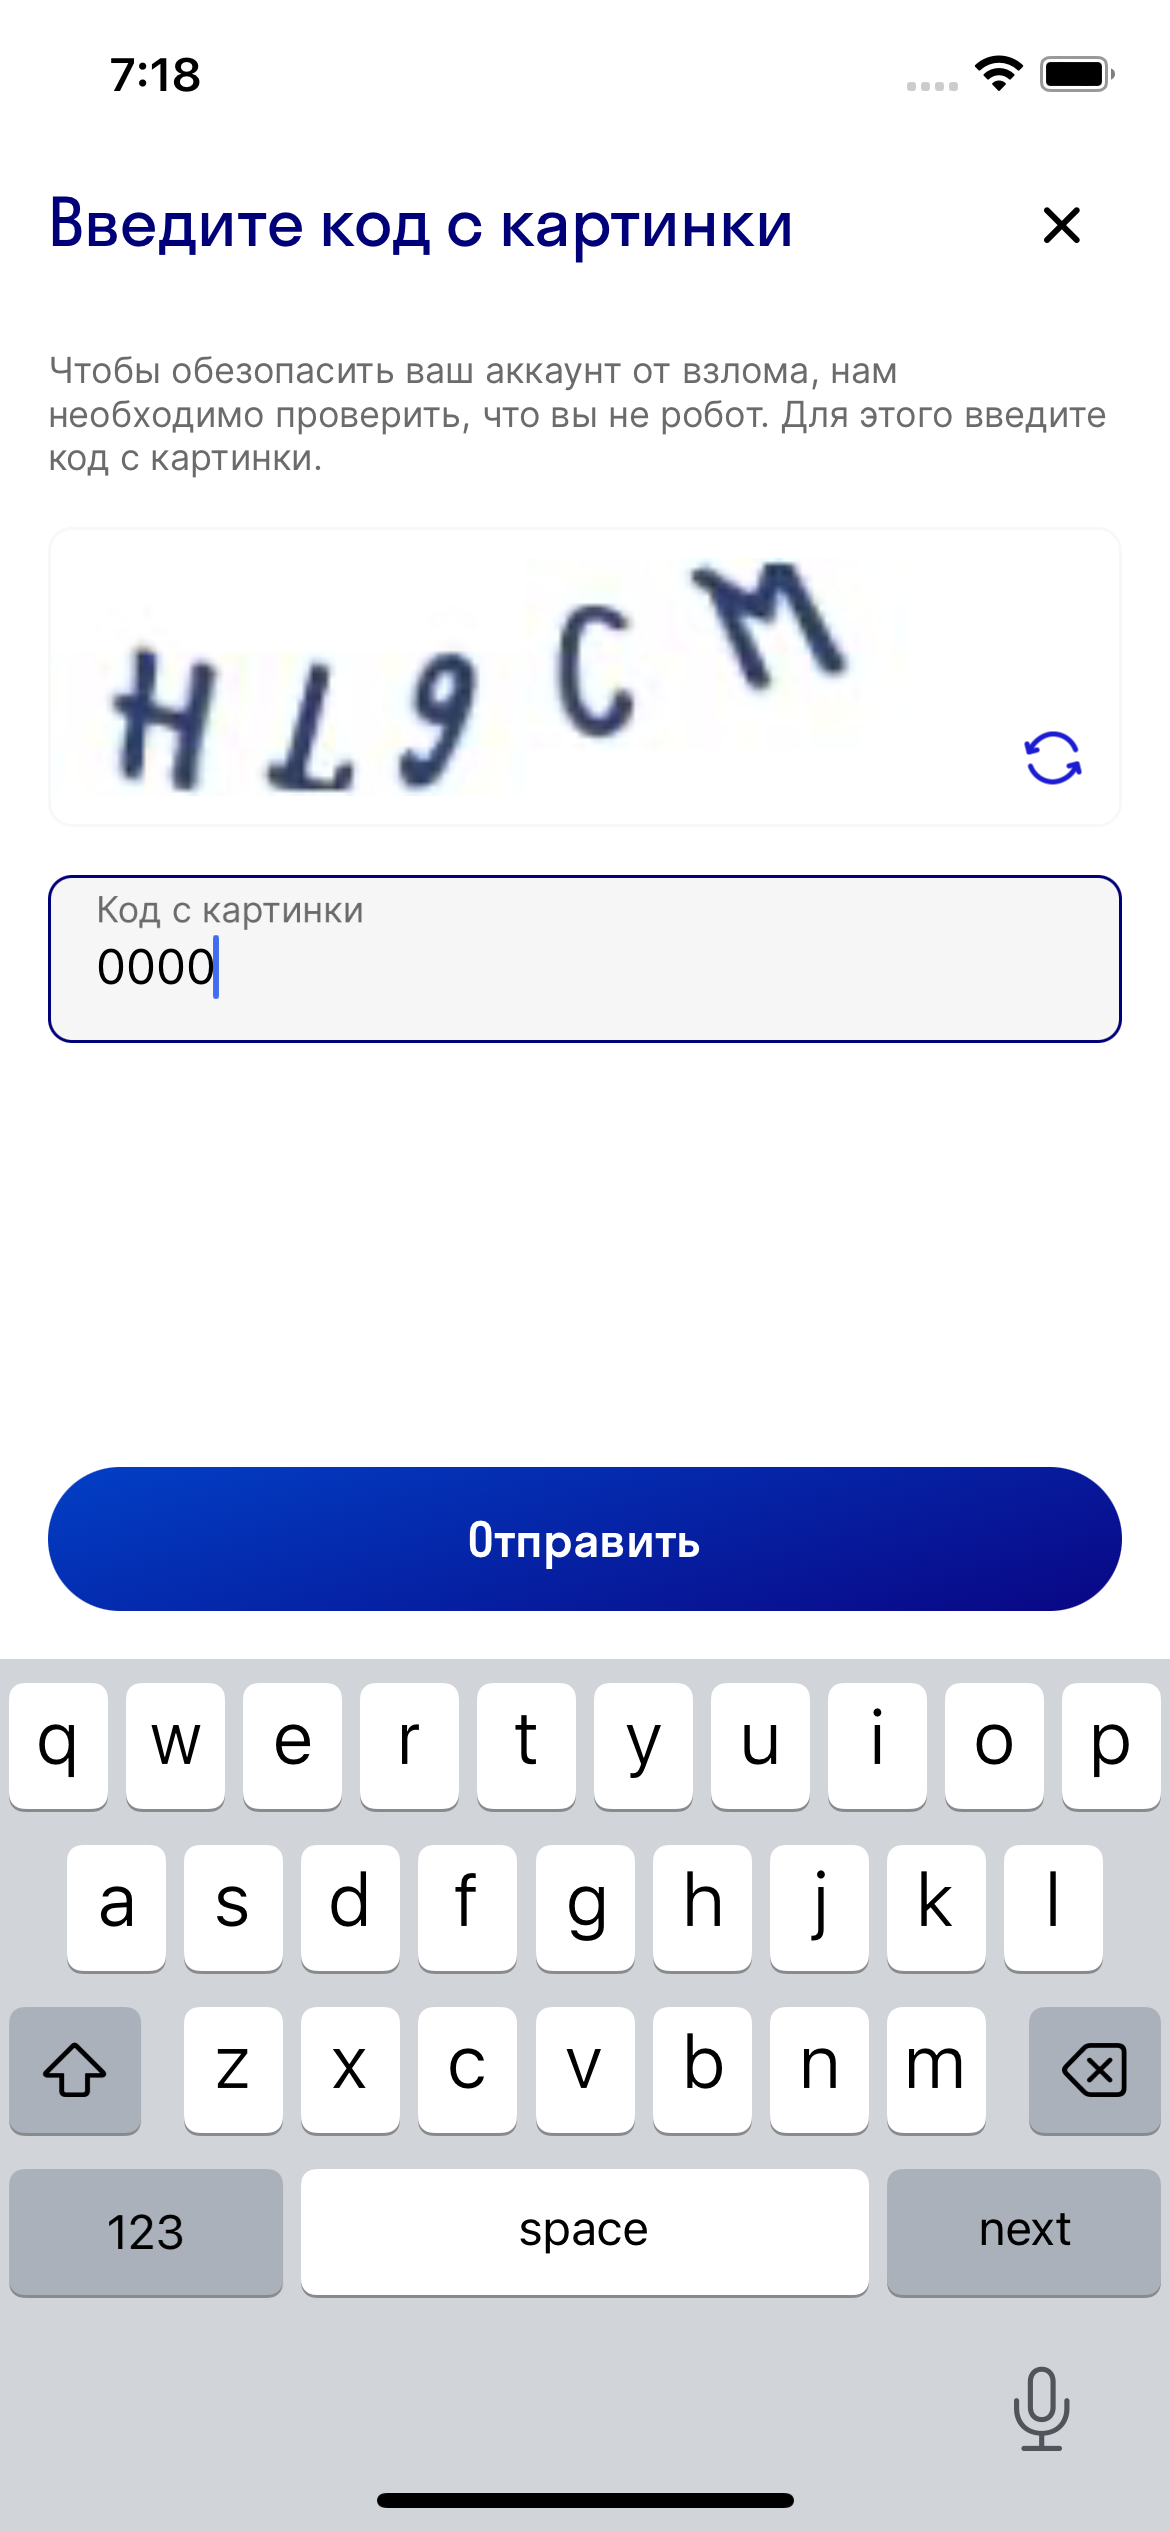 7:18
Введите код с картинки
Чтобы обезопасить ваш аккаунт от взлома, нам
необходимо проверить, что вы не робот. Для этого введите
код с картинки.
Код с картинки
0000
Отправить
q w e r t y u i o p
a s d f g h j k l
z x c v b n m
123 space next